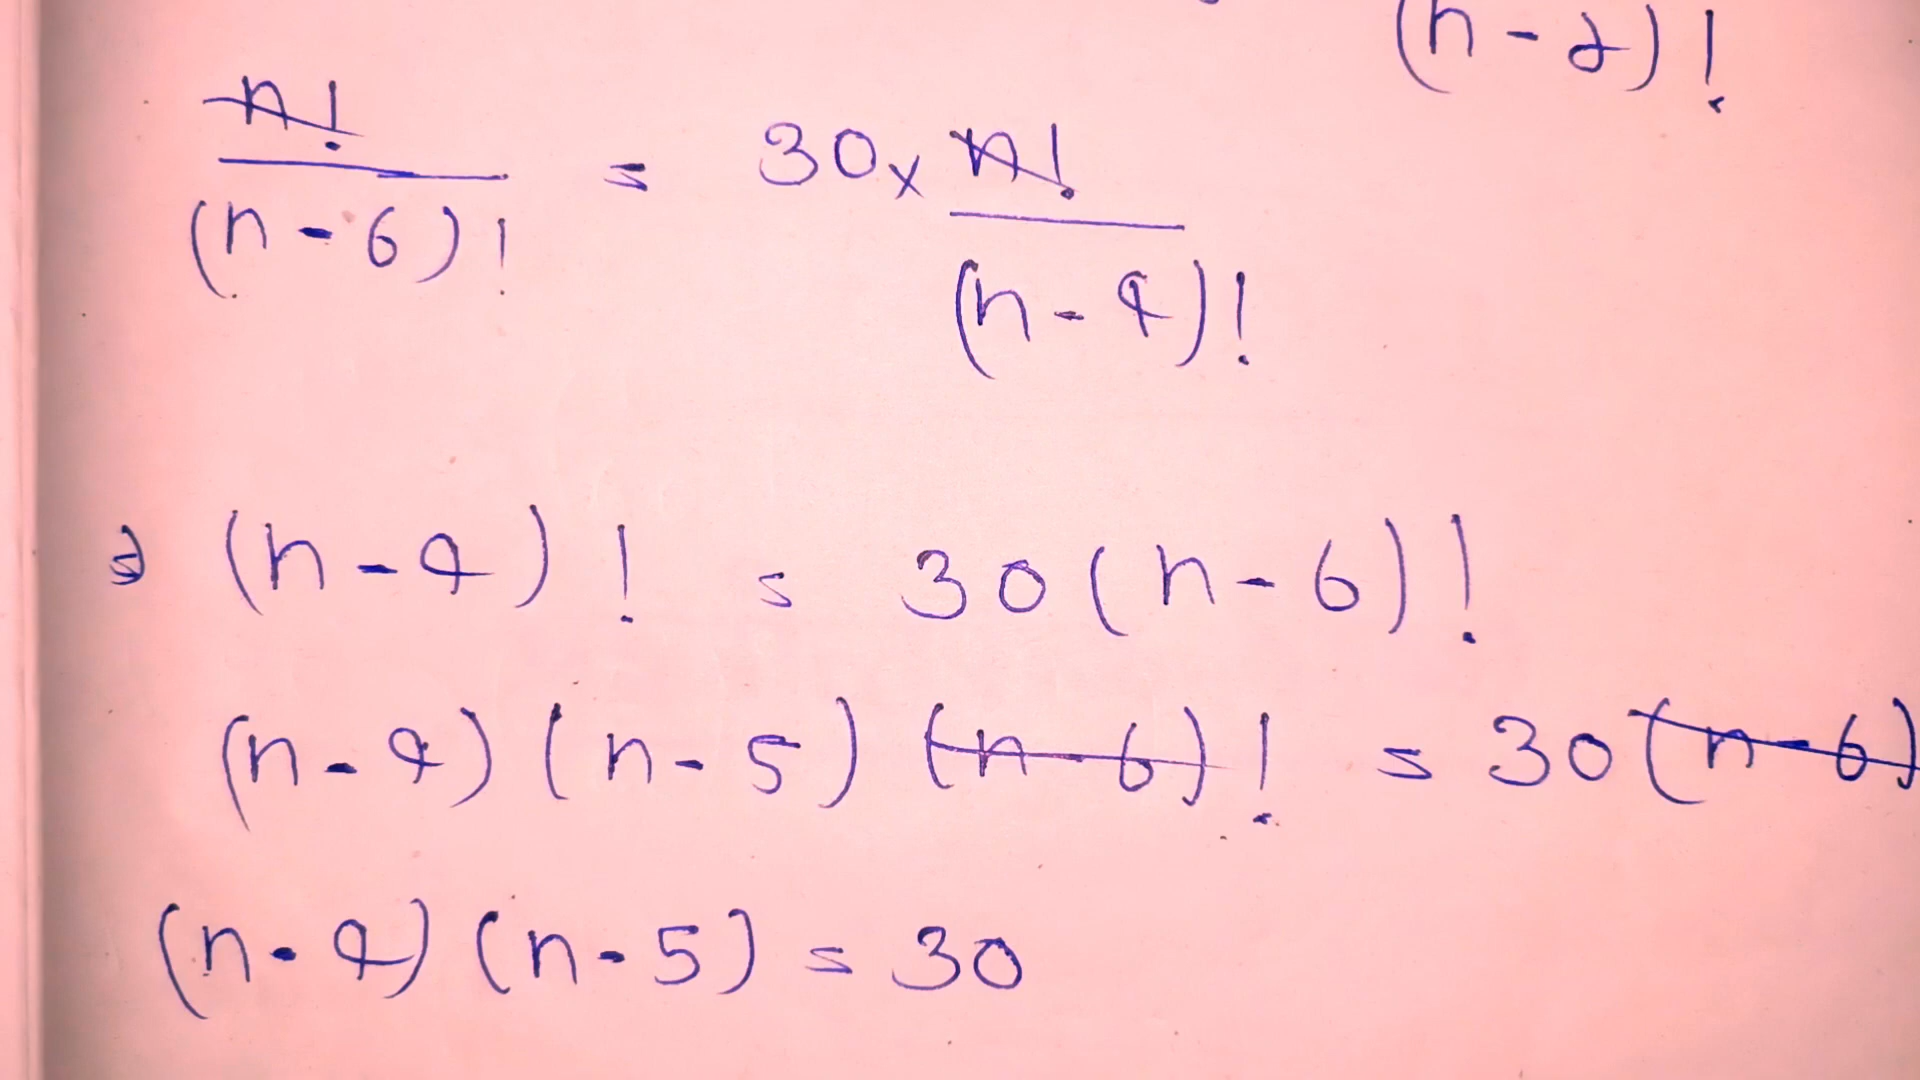 (n-2)!
n! / (n-6)! = 30 x n! / (n-4)!
⇒ (n-4)! = 30(n-6)!
(n-4)(n-5)(n-6)! = 30(n-6)
(n-4)(n-5) = 30